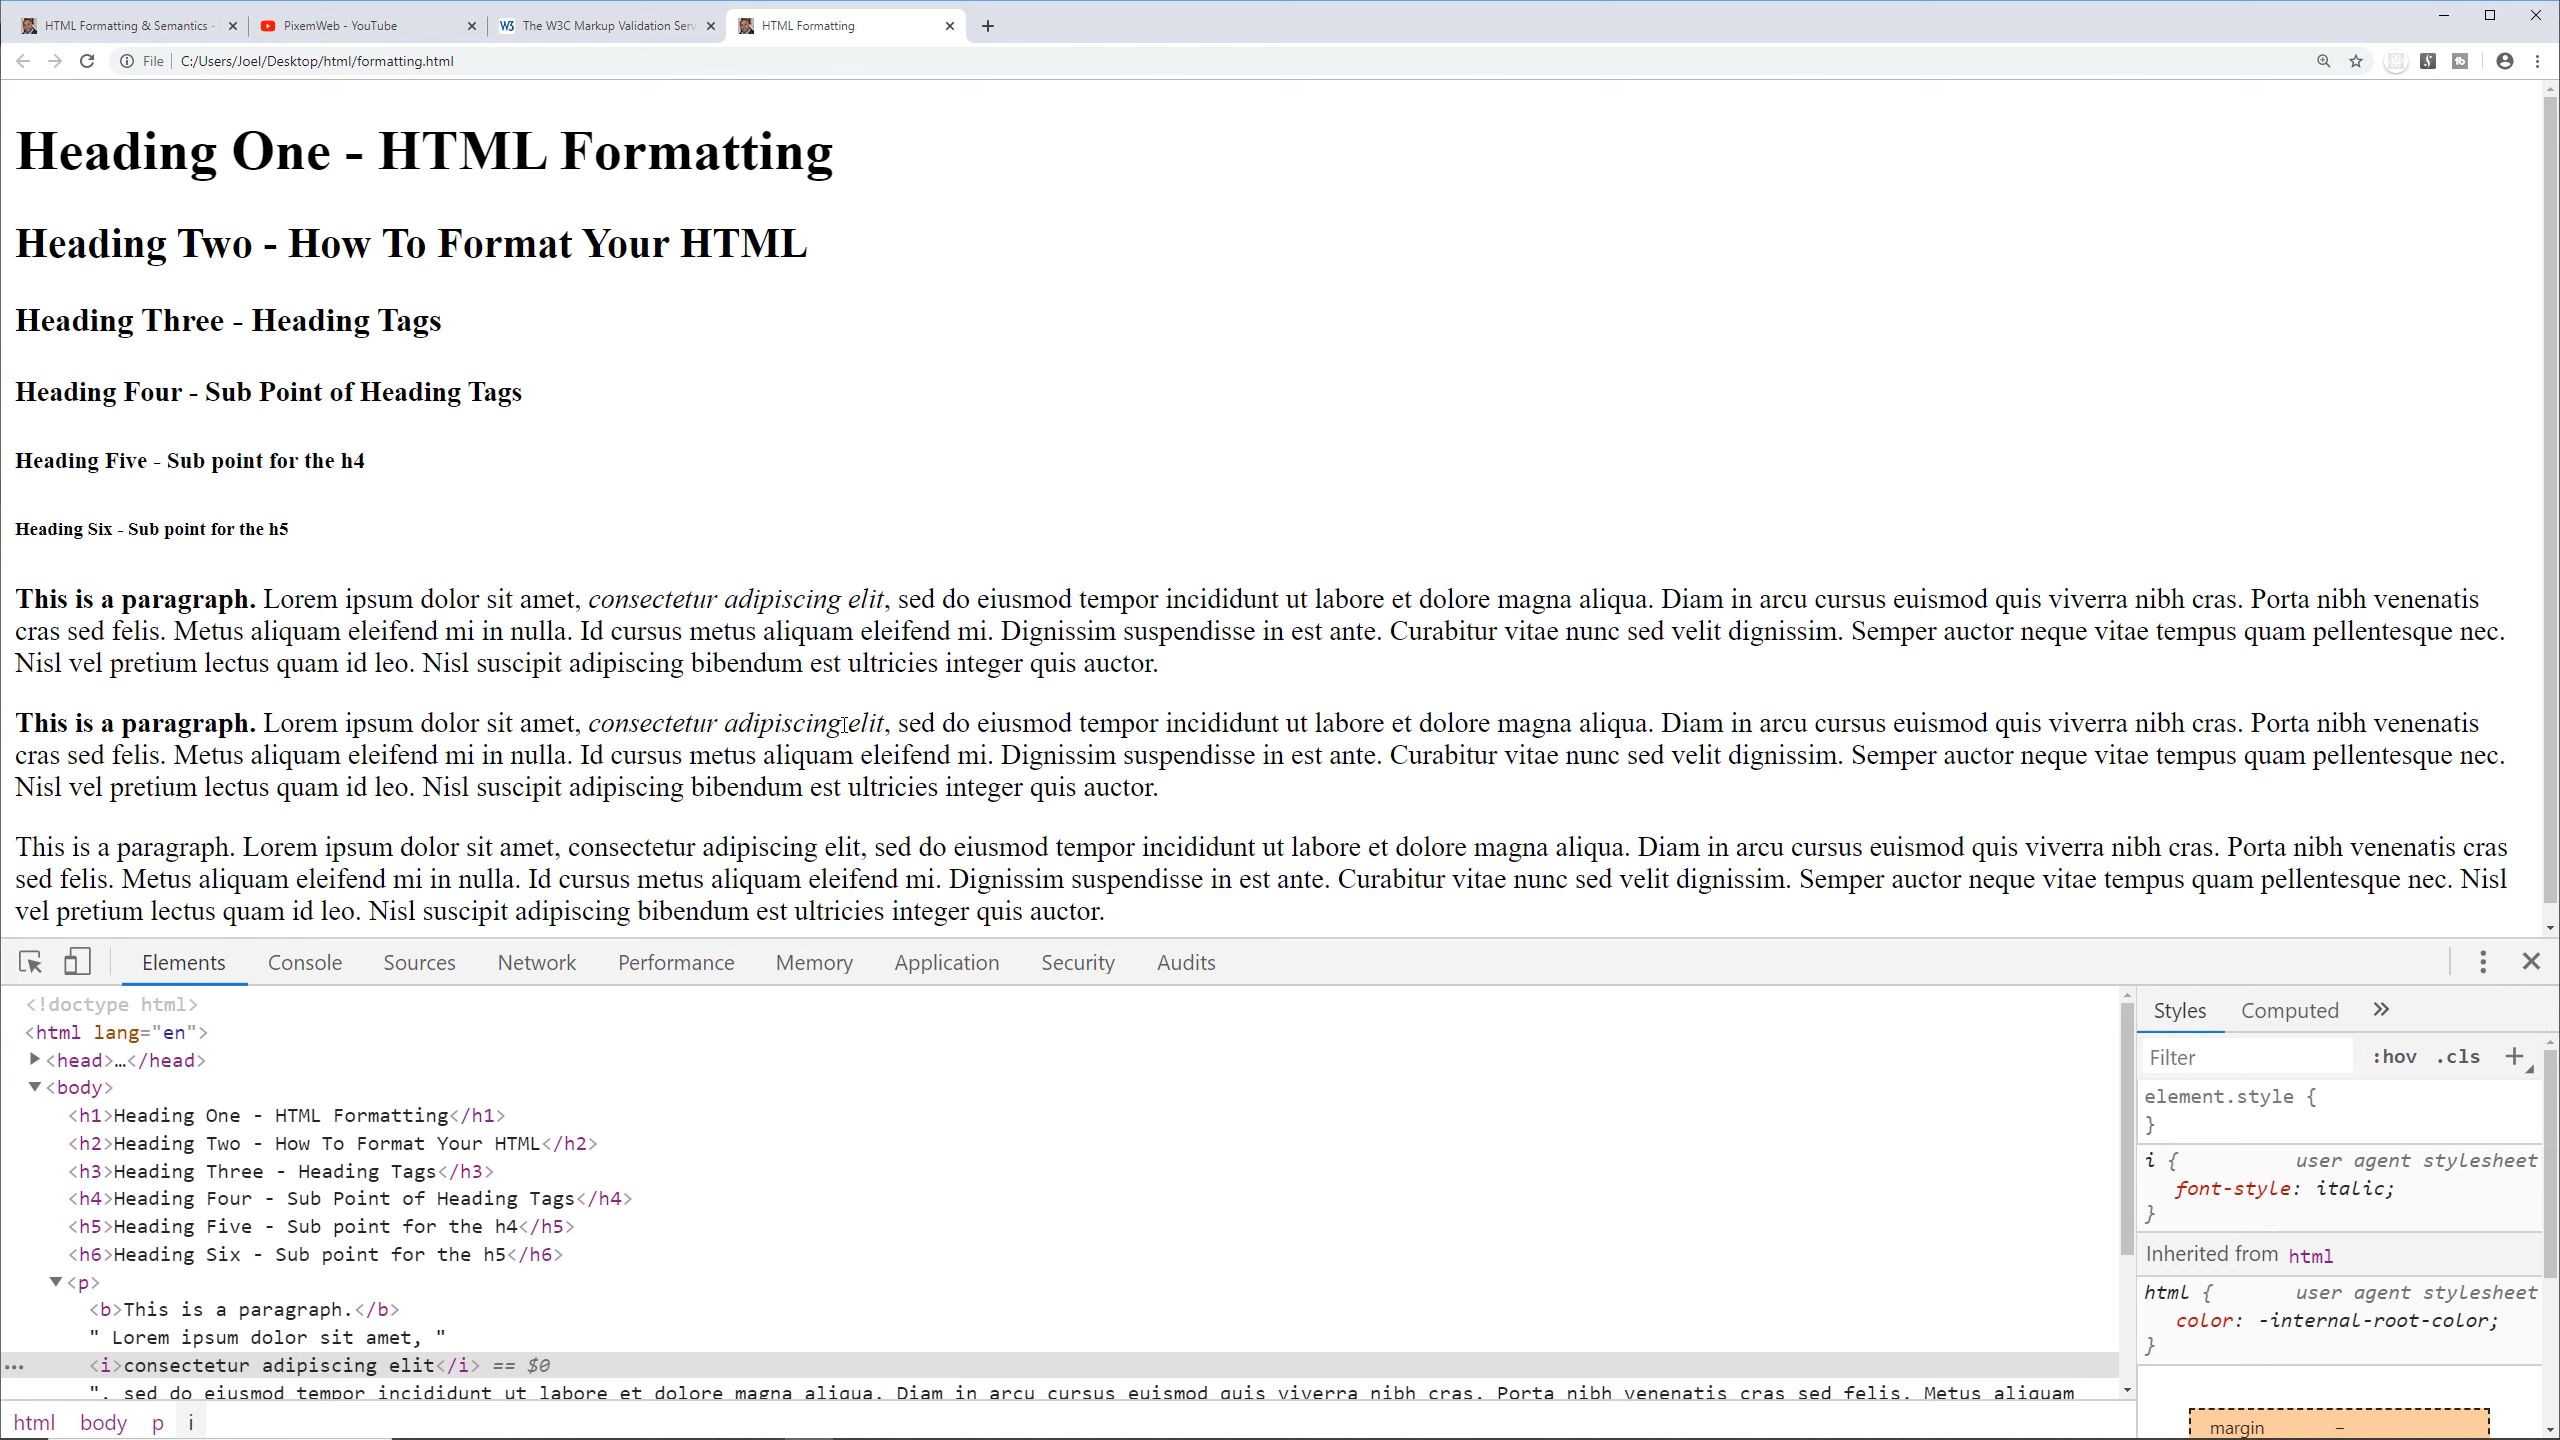 HTML Formatting & Semantics -
PixemWeb - YouTube
The W3C Markup Validation Serv
HTML Formatting
File
C:/Users/Joel/Desktop/html/formatting.html
Heading One - HTML Formatting
Heading Two - How To Format Your HTML
Heading Three - Heading Tags
Heading Four - Sub Point of Heading Tags
Heading Five - Sub point for the h4
Heading Six - Sub point for the h5
This is a paragraph. Lorem ipsum dolor sit amet, consectetur adipiscing elit, sed do eiusmod tempor incididunt ut labore et dolore magna aliqua. Diam in arcu cursus euismod quis viverra nibh cras. Porta nibh venenatis
cras sed felis. Metus aliquam eleifend mi in nulla. Id cursus metus aliquam eleifend mi. Dignissim suspendisse in est ante. Curabitur vitae nunc sed velit dignissim. Semper auctor neque vitae tempus quam pellentesque nec.
Nisl vel pretium lectus quam id leo. Nisl suscipit adipiscing bibendum est ultricies integer quis auctor.
This is a paragraph. Lorem ipsum dolor sit amet, consectetur adipiscing elit, sed do eiusmod tempor incididunt ut labore et dolore magna aliqua. Diam in arcu cursus euismod quis viverra nibh cras. Porta nibh venenatis
cras sed felis. Metus aliquam eleifend mi in nulla. Id cursus metus aliquam eleifend mi. Dignissim suspendisse in est ante. Curabitur vitae nunc sed velit dignissim. Semper auctor neque vitae tempus quam pellentesque nec.
Nisl vel pretium lectus quam id leo. Nisl suscipit adipiscing bibendum est ultricies integer quis auctor.
This is a paragraph. Lorem ipsum dolor sit amet, consectetur adipiscing elit, sed do eiusmod tempor incididunt ut labore et dolore magna aliqua. Diam in arcu cursus euismod quis viverra nibh cras. Porta nibh venenatis cras
sed felis. Metus aliquam eleifend mi in nulla. Id cursus metus aliquam eleifend mi. Dignissim suspendisse in est ante. Curabitur vitae nunc sed velit dignissim. Semper auctor neque vitae tempus quam pellentesque nec. Nisl
vel pretium lectus quam id leo. Nisl suscipit adipiscing bibendum est ultricies integer quis auctor.
Elements Console Sources Network Performance Memory Application Security Audits
<!doctype html>
<html lang="en">
<head>…</head>
<body>
<h1>Heading One - HTML Formatting</h1>
<h2>Heading Two - How To Format Your HTML</h2>
<h3>Heading Three - Heading Tags</h3>
<h4>Heading Four - Sub Point of Heading Tags</h4>
<h5>Heading Five - Sub point for the h4</h5>
<h6>Heading Six - Sub point for the h5</h6>
<p>
<b>This is a paragraph.</b>
" Lorem ipsum dolor sit amet, "
<i>consectetur adipiscing elit</i> == $0
", sed do eiusmod tempor incididunt ut labore et dolore magna aliqua. Diam in arcu cursus euismod quis viverra nibh cras. Porta nibh venenatis cras sed felis. Metus aliquam
html body p i
Styles Computed »
Filter :hov .cls +
element.style {
}
i { user agent stylesheet
font-style: italic;
}
Inherited from html
html { user agent stylesheet
color: -internal-root-color;
}
margin -